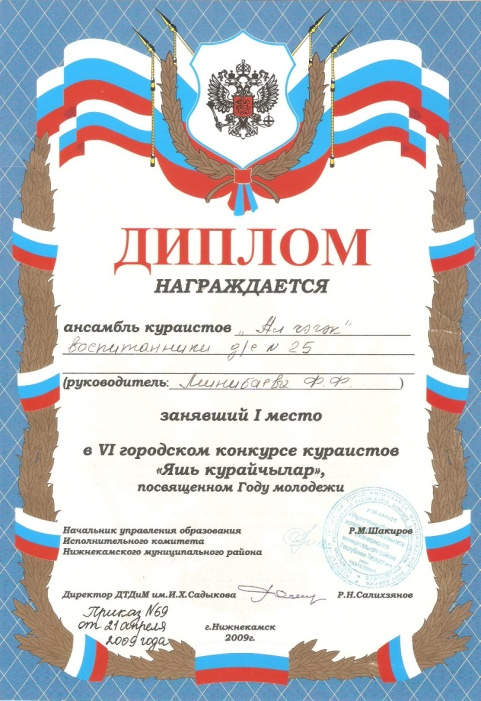 ДИПЛОМ
НАГРАЖДАЕТСЯ
ансамбль кураистов „Ал чәчәк"
воспитанники д/с № 25
(руководитель: Минибаева Ф.Ф.)
занявший I место
в VI городском конкурсе кураистов
«Яшь курайчылар»,
посвященном Году молодежи
Начальник управления образования
Исполнительного комитета
Нижнекамского муниципального района
Р.М.Шакиров
Директор ДТДиМ им.И.Х.Садыкова Р.Н.Салихзянов
Приказ №69
от 21 апреля
2009 года
г.Нижнекамск
2009г.